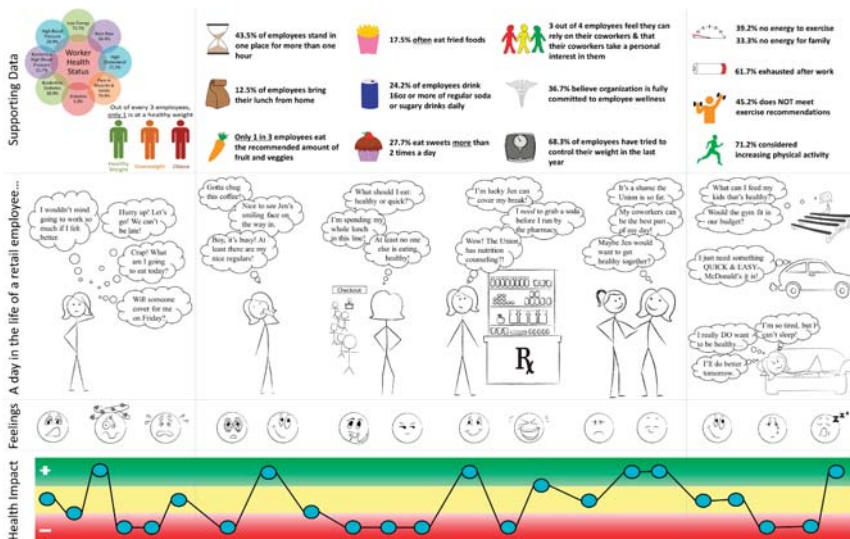 Supporting Data
Low Energy
High Blood
Pressure
Back Pain
High
Cholesterol
Worker
Health
Status
Diabetes
Out of every 3 employees,
only 1 is at a healthy weight
Healthy
Weight
Overweight
Obese
43.5% of employees stand in
one place for more than one
hour
12.5% of employees bring
their lunch from home
Only 1 in 3 employees eat
the recommended amount of
fruit and veggies
17.5% often eat fried foods
24.2% of employees drink
16oz or more of regular soda
or sugary drinks daily
27.7% eat sweets more than
2 times a day
3 out of 4 employees feel they can
rely on their coworkers & that
their coworkers take a personal
interest in them
36.7% believe organization is fully
committed to employee wellness
68.3% of employees have tried to
control their weight in the last
year
39.2% no energy to exercise
33.3% no energy for family
61.7% exhausted after work
45.2% does NOT meet
exercise recommendations
71.2% considered
increasing physical activity
A day in the life of a retail employee...
I wouldn't mind
going to work so
much if I felt
better.
Hurry up! Let's
go! We can't
be late!
Crap! What
am I going
to eat today?
Will someone
cover for me
on Friday?
Gotta chug
this coffee!
Nice to see Jen's
smiling face on
the way in.
Boy, it's busy! At
least there are my
nice regulars!
What should I eat:
healthy or quick?
I'm spending my
whole lunch
in this line!
At least no one
else is eating
healthy!
Checkout
I'm lucky Jen can
cover my break!
I need to grab a soda
before I run by
the pharmacy.
Wow! The Union
has nutrition
counseling?!
Rx
It's a shame the
Union is so far.
My coworkers can
be the best part
of my day!
Maybe Jen would
want to get
healthy together?
What can I feed my
kids that's healthy?
Would the gym fit in
our budget?
I just need something
QUICK & EASY,
McDonald's it is!
I really DO want
to be healthy...
I'm so tired, but I
can't sleep!
I'll do better
tomorrow.
Feelings
zzz
Health Impact
+
–